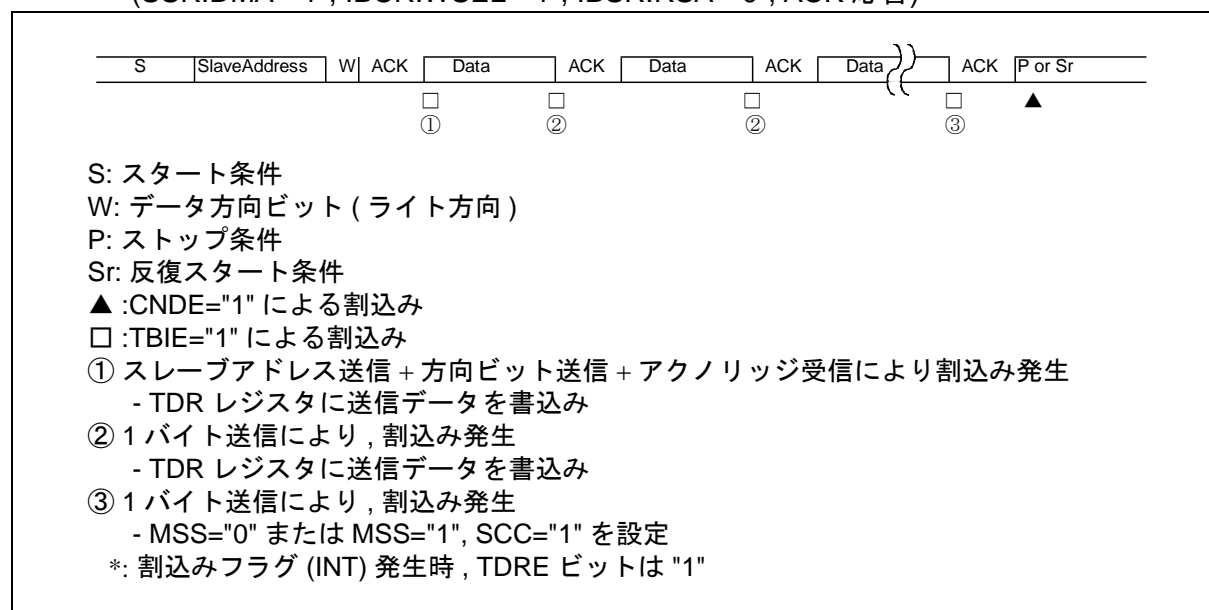 S SlaveAddress W ACK Data ACK Data ACK Data ACK P or Sr
□ □ □ □ ▲
① ② ② ③
S: スタート条件
W: データ方向ビット ( ライト方向 )
P: ストップ条件
Sr: 反復スタート条件
▲ :CNDE="1" による割込み
□ :TBIE="1" による割込み
① スレーブアドレス送信 + 方向ビット送信 + アクノリッジ受信により割込み発生
- TDR レジスタに送信データを書込み
② 1 バイト送信により , 割込み発生
- TDR レジスタに送信データを書込み
③ 1 バイト送信により , 割込み発生
- MSS="0" または MSS="1", SCC="1" を設定
*: 割込みフラグ (INT) 発生時 , TDRE ビットは "1"